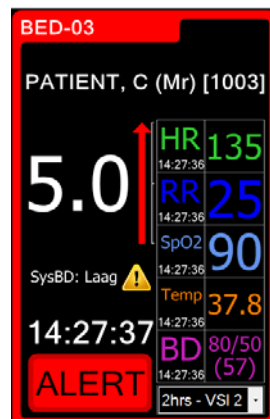 BED-03
PATIENT, C (Mr) [1003]
5.0
HR 135
14:27:36
RR 25
14:27:36
SpO2 90
14:27:36
SysBD: Laag
Temp 37.8
14:27:36
14:27:37
BD 80/50
(57)
14:27:36
ALERT
2hrs - VSI 2